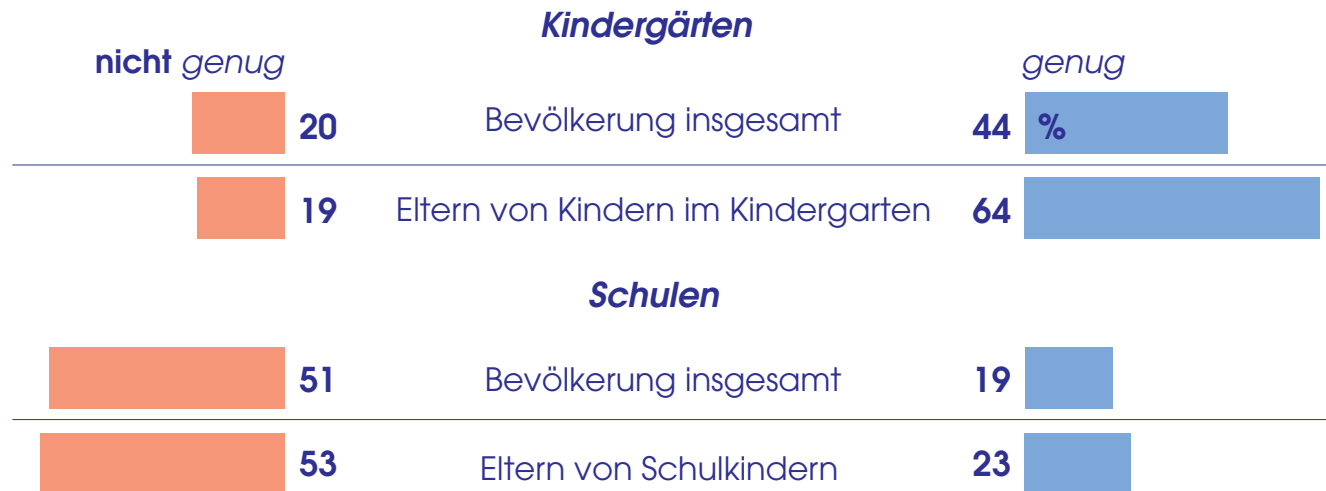 Kindergärten
nicht genug genug
20 Bevölkerung insgesamt 44 %
19 Eltern von Kindern im Kindergarten 64
Schulen
51 Bevölkerung insgesamt 19
53 Eltern von Schulkindern 23